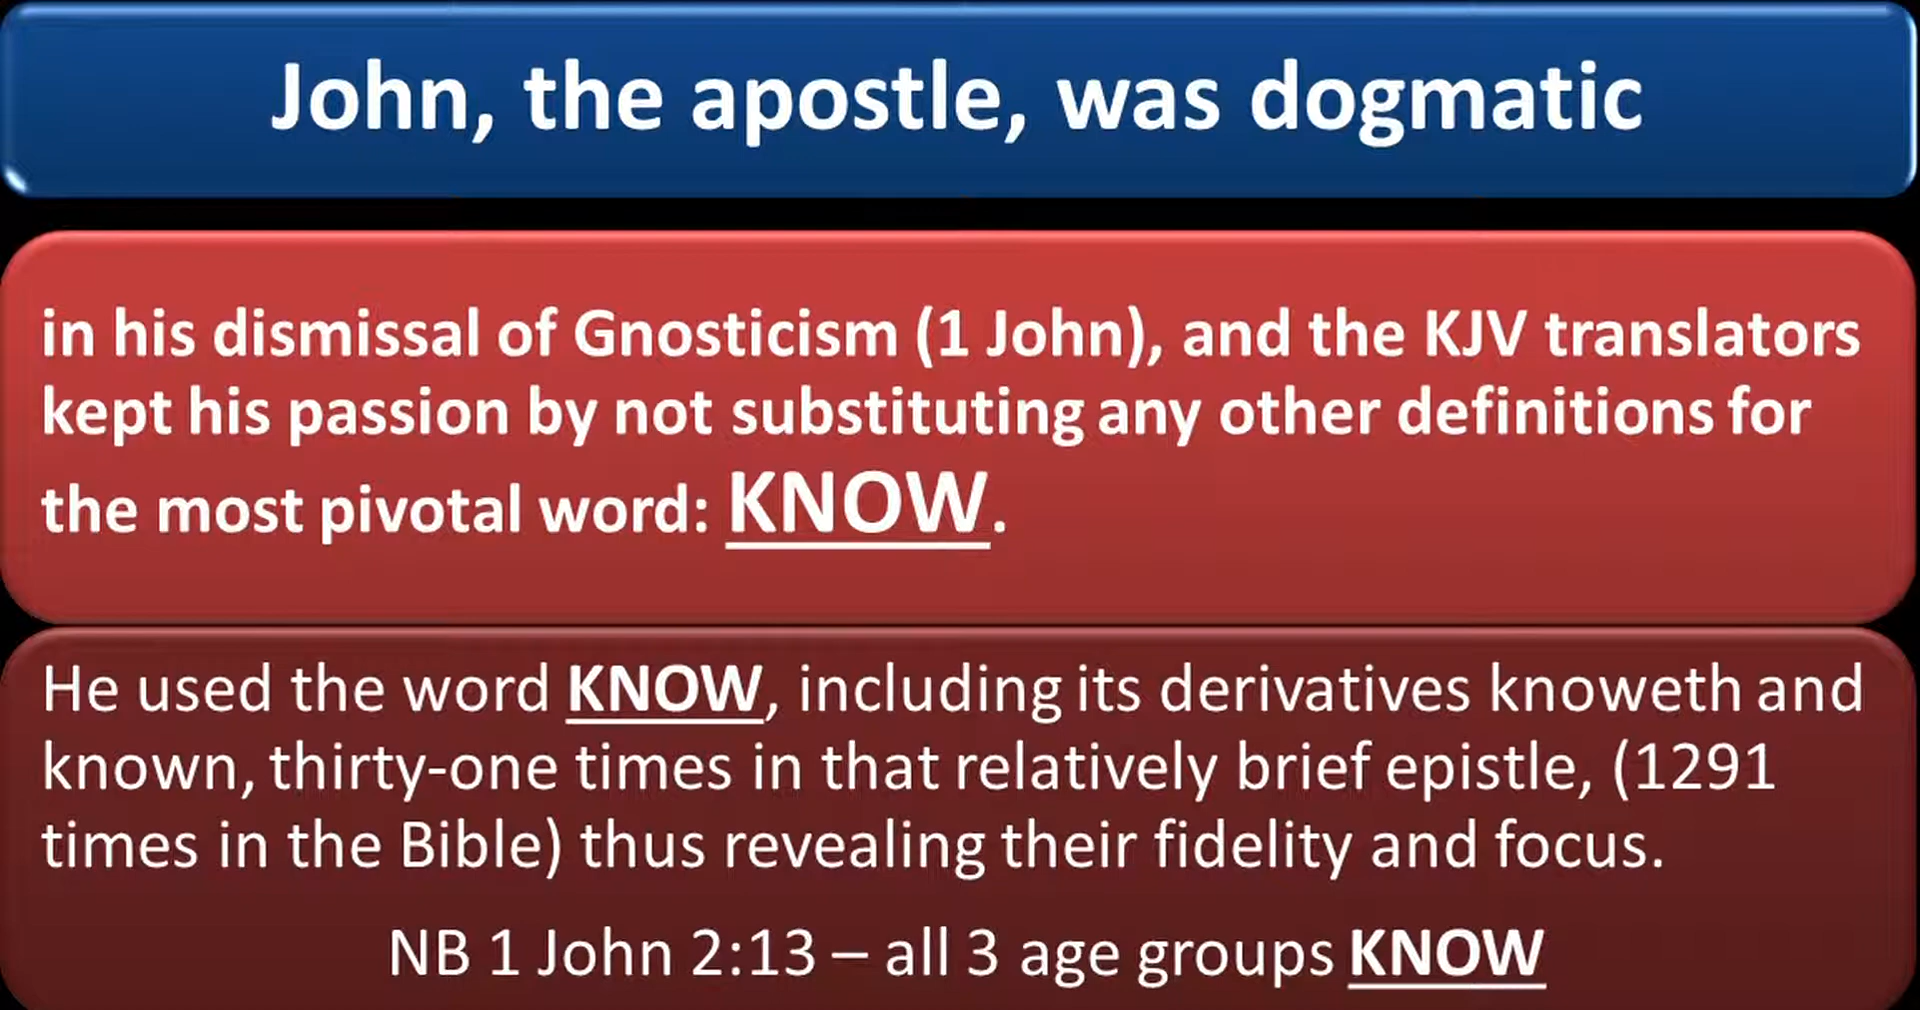 John, the apostle, was dogmatic
in his dismissal of Gnosticism (1 John), and the KJV translators
kept his passion by not substituting any other definitions for
the most pivotal word: KNOW.
He used the word KNOW, including its derivatives knoweth and
known, thirty-one times in that relatively brief epistle, (1291
times in the Bible) thus revealing their fidelity and focus.
NB 1 John 2:13 – all 3 age groups KNOW